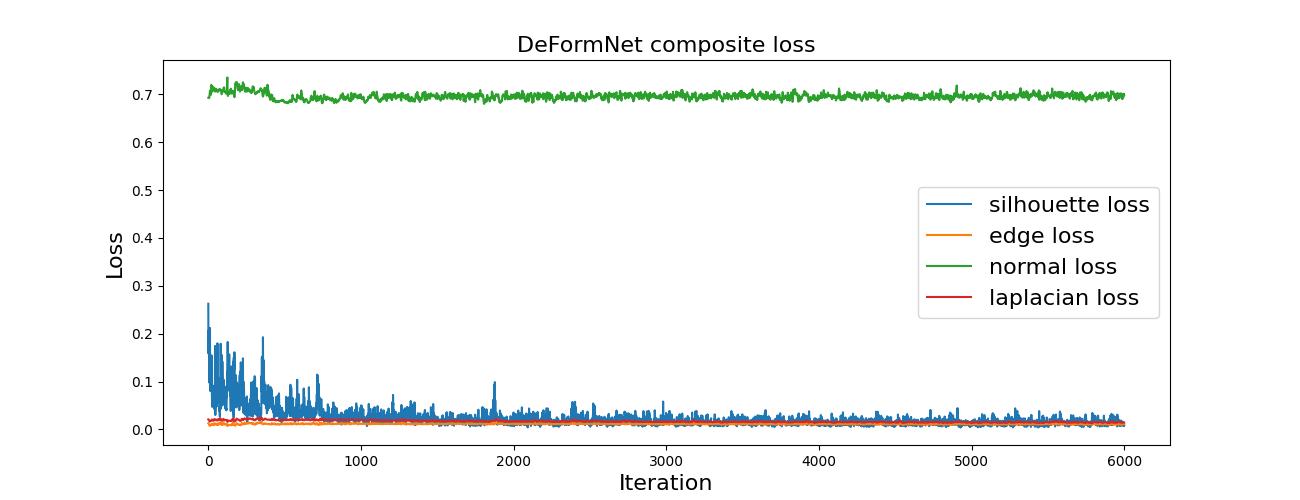 DeFormNet composite loss
Loss
0.7
0.6
0.5
0.4
0.3
0.2
0.1
0.0
silhouette loss
edge loss
normal loss
laplacian loss
0 1000 2000 3000 4000 5000 6000
Iteration